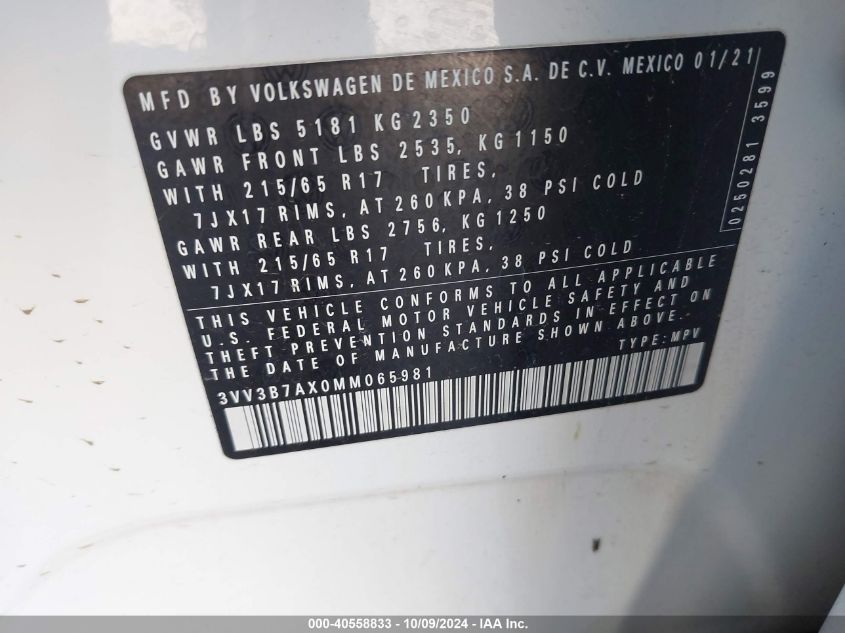 MFD BY VOLKSWAGEN DE MEXICO S.A. DE C.V. MEXICO 01/21
GVWR LBS 5181 KG 2350
GAWR FRONT LBS 2535, KG 1150
WITH 215/65 R17 TIRES,
7JX17 RIMS, AT 260 KPA, 38 PSI COLD
GAWR REAR LBS 2756, KG 1250
WITH 215/65 R17 TIRES,
7JX17 RIMS, AT 260 KPA, 38 PSI COLD
THIS VEHICLE CONFORMS TO ALL APPLICABLE
U.S. FEDERAL MOTOR VEHICLE SAFETY AND
THEFT PREVENTION STANDARDS IN EFFECT ON
THE DATE OF MANUFACTURE SHOWN ABOVE.
TYPE: MPV
3VV3B7AX0MM065981
0250281 3599
000-40558833 - 10/09/2024 - IAA Inc.